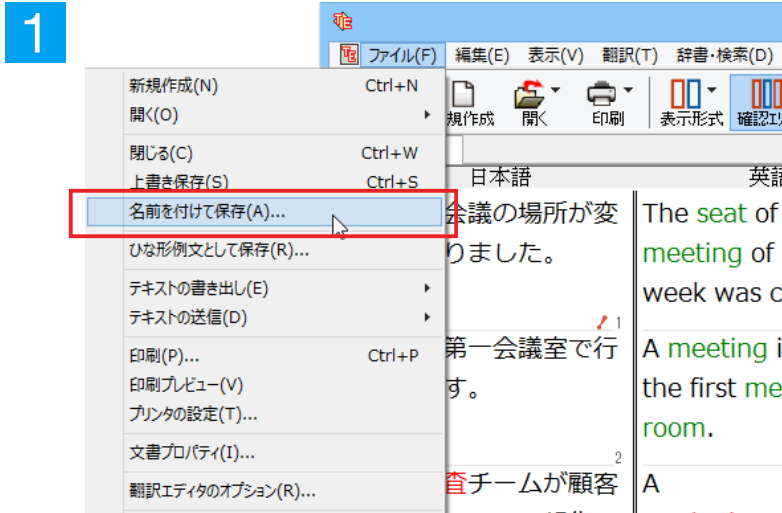 1
ファイル(F) 編集(E) 表示(V) 翻訳(T) 辞書・検索(D)
新規作成(N) Ctrl+N
開く(O)
閉じる(C) Ctrl+W
上書き保存(S) Ctrl+S
名前を付けて保存(A)...
ひな形例文として保存(R)...
テキストの書き出し(E)
テキストの送信(D)
印刷(P)... Ctrl+P
印刷プレビュー(V)
プリンタの設定(T)...
文書プロパティ(I)...
翻訳エディタのオプション(R)...
規作成 開く 印刷 表示形式 確認エリ
日本語 英語
会議の場所が変
りました。
1
The seat of
meeting of
week was c
第一会議室で行
す。
2
A meeting i
the first me
room.
査チームが顧客
A